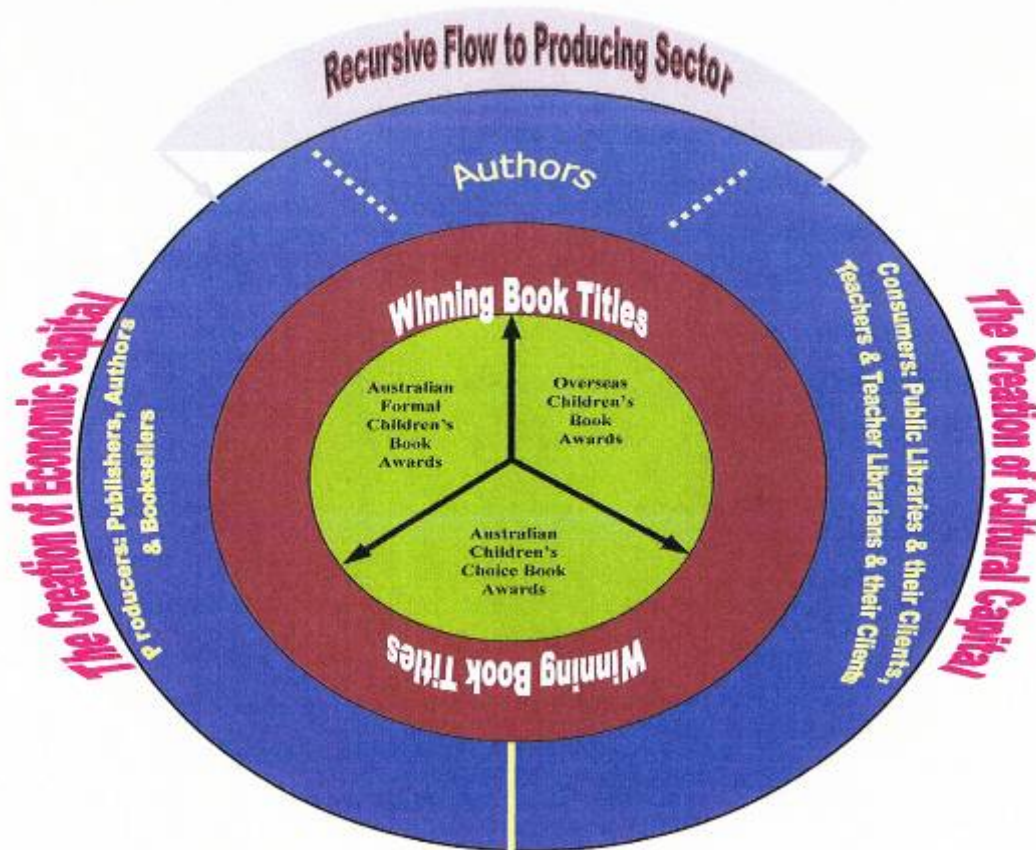 Recursive Flow to Producing Sector
Authors
The Creation of Economic Capital
Producers: Publishers, Authors
& Booksellers
Winning Book Titles
Australian
Formal
Children's
Book
Awards
Overseas
Children's
Book
Awards
Australian
Children's
Choice Book
Awards
Winning Book Titles
Consumers: Public Libraries & their Clients,
Teachers & Teacher Librarians & their Clients
The Creation of Cultural Capital